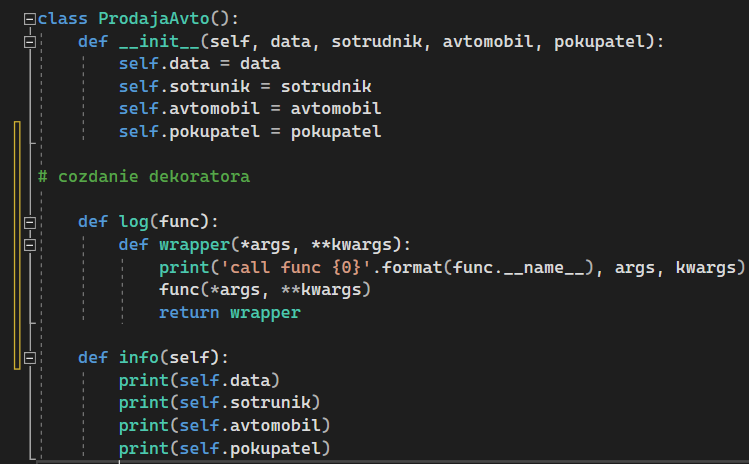 class ProdajaAvto():
    def __init__(self, data, sotrudnik, avtomobil, pokupatel):
        self.data = data
        self.sotrunik = sotrudnik
        self.avtomobil = avtomobil
        self.pokupatel = pokupatel
# cozdanie dekoratora
    def log(func):
        def wrapper(*args, **kwargs):
            print('call func {0}'.format(func.__name__), args, kwargs)
            func(*args, **kwargs)
            return wrapper
    def info(self):
        print(self.data)
        print(self.sotrunik)
        print(self.avtomobil)
        print(self.pokupatel)